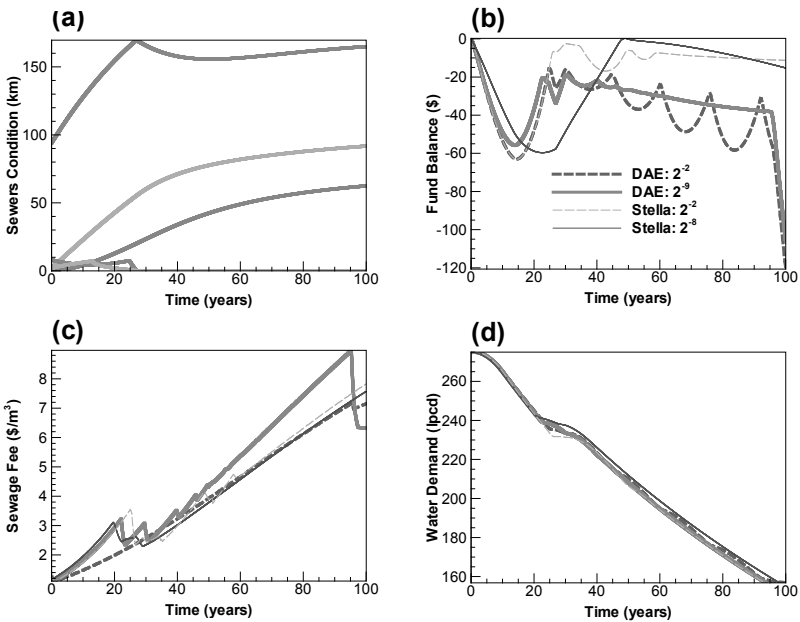 (a)
Sewers Condition (km)
150
100
50
0
0 20 40 60 80 100
Time (years)
(b)
Fund Balance ($)
0
-20
-40
-60
-80
-100
-120
DAE: 2⁻²
DAE: 2⁻⁹
Stella: 2⁻²
Stella: 2⁻⁸
0 20 40 60 80 100
Time (years)
(c)
Sewage Fee ($/m³)
8
7
6
5
4
3
2
0 20 40 60 80 100
Time (years)
(d)
Water Demand (lpcd)
260
240
220
200
180
160
0 20 40 60 80 100
Time (years)